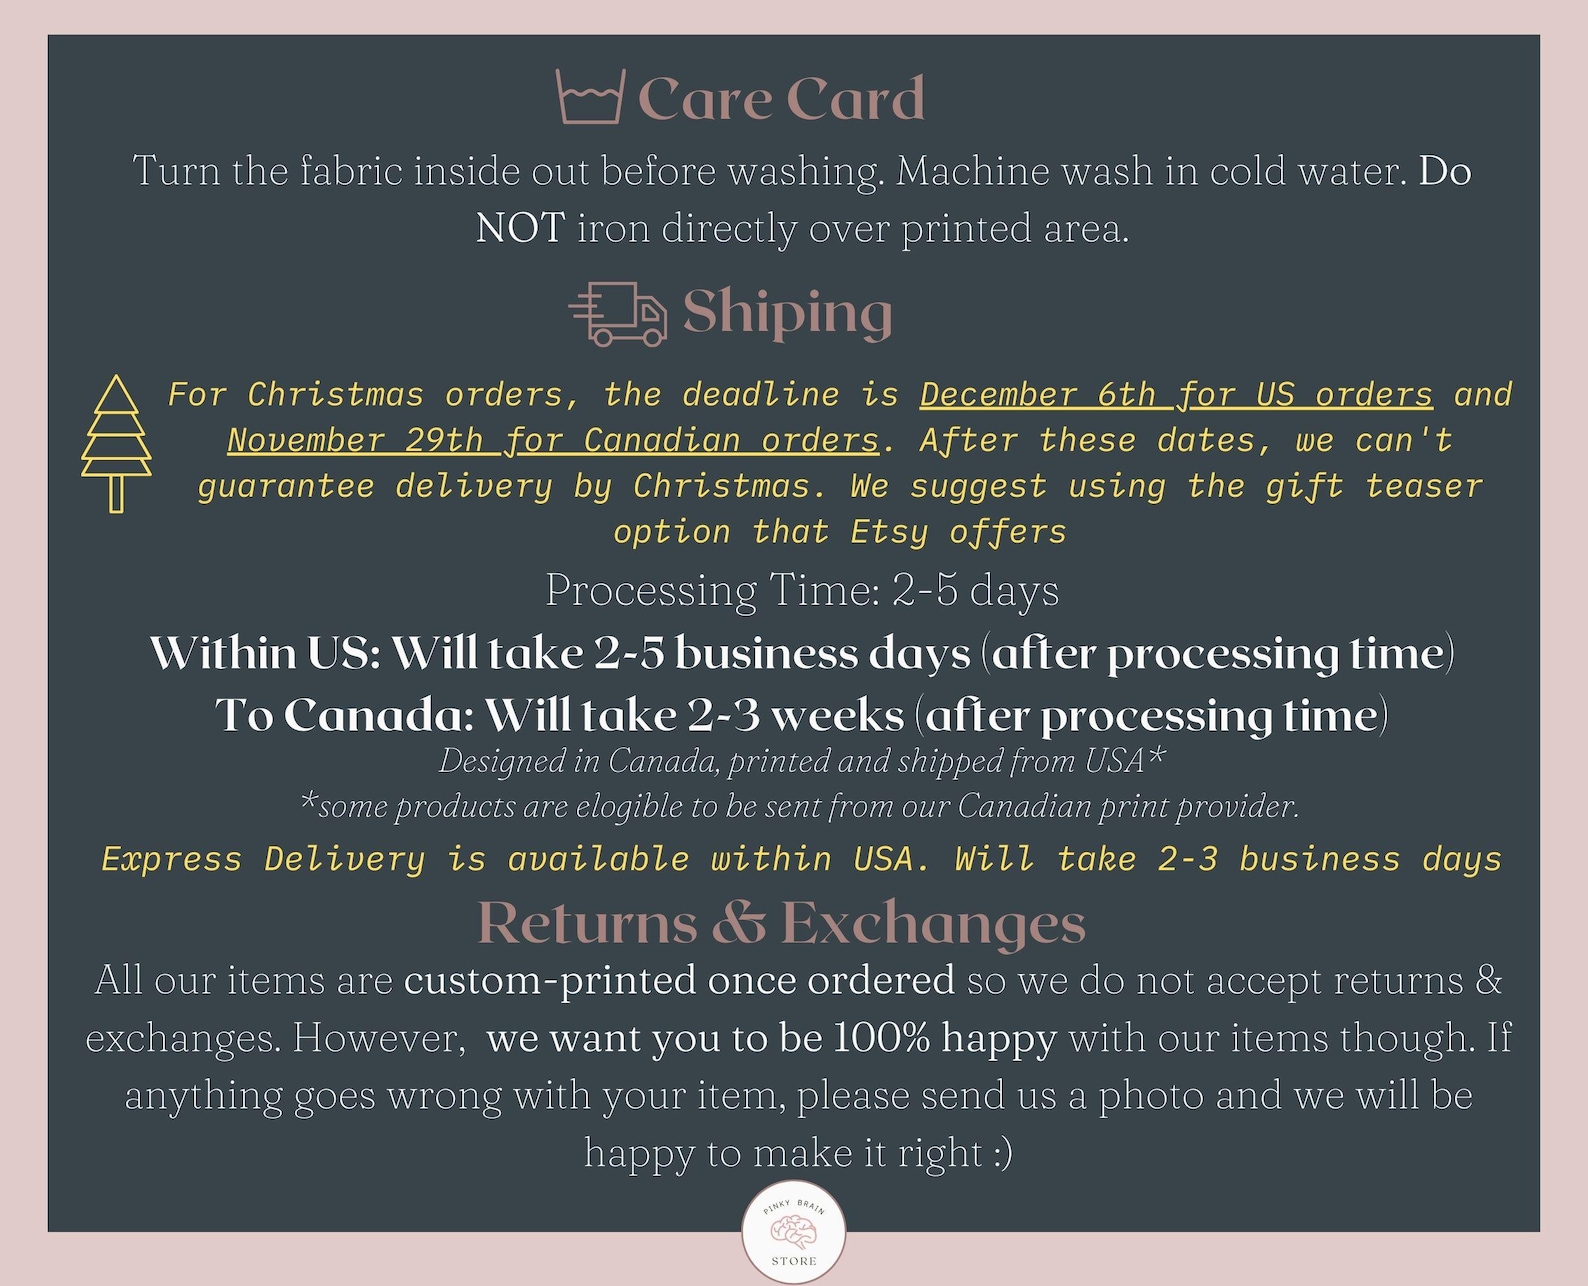 Care Card
Turn the fabric inside out before washing. Machine wash in cold water. Do
NOT iron directly over printed area.
Shiping
For Christmas orders, the deadline is December 6th for US orders and
November 29th for Canadian orders. After these dates, we can't
guarantee delivery by Christmas. We suggest using the gift teaser
option that Etsy offers
Processing Time: 2-5 days
Within US: Will take 2-5 business days (after processing time)
To Canada: Will take 2-3 weeks (after processing time)
Designed in Canada, printed and shipped from USA*
*some products are elogible to be sent from our Canadian print provider.
Express Delivery is available within USA. Will take 2-3 business days
Returns & Exchanges
All our items are custom-printed once ordered so we do not accept returns &
exchanges. However, we want you to be 100% happy with our items though. If
anything goes wrong with your item, please send us a photo and we will be
happy to make it right :)
PINKY BRAIN
STORE